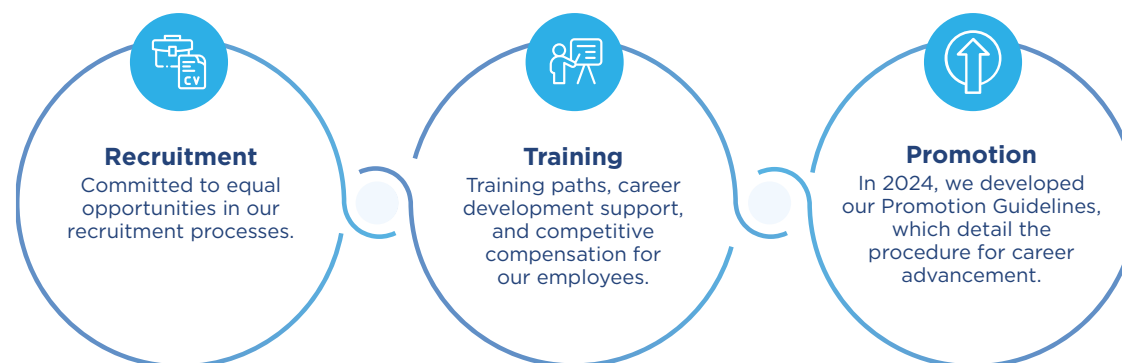 CV
Recruitment
Committed to equal
opportunities in our
recruitment processes.
Training
Training paths, career
development support,
and competitive
compensation for
our employees.
Promotion
In 2024, we developed
our Promotion Guidelines,
which detail the
procedure for career
advancement.